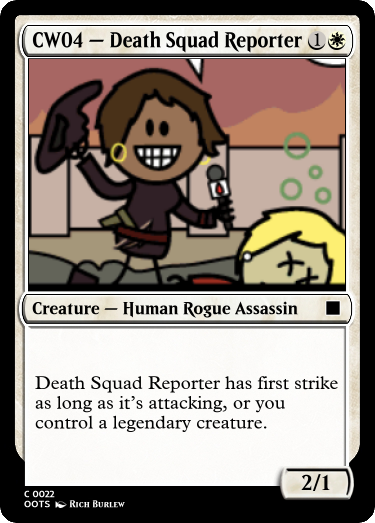 CW04 — Death Squad Reporter 1
Creature — Human Rogue Assassin
Death Squad Reporter has first strike
as long as it's attacking, or you
control a legendary creature.
2/1
C 0022
OOTS Rich Burlew